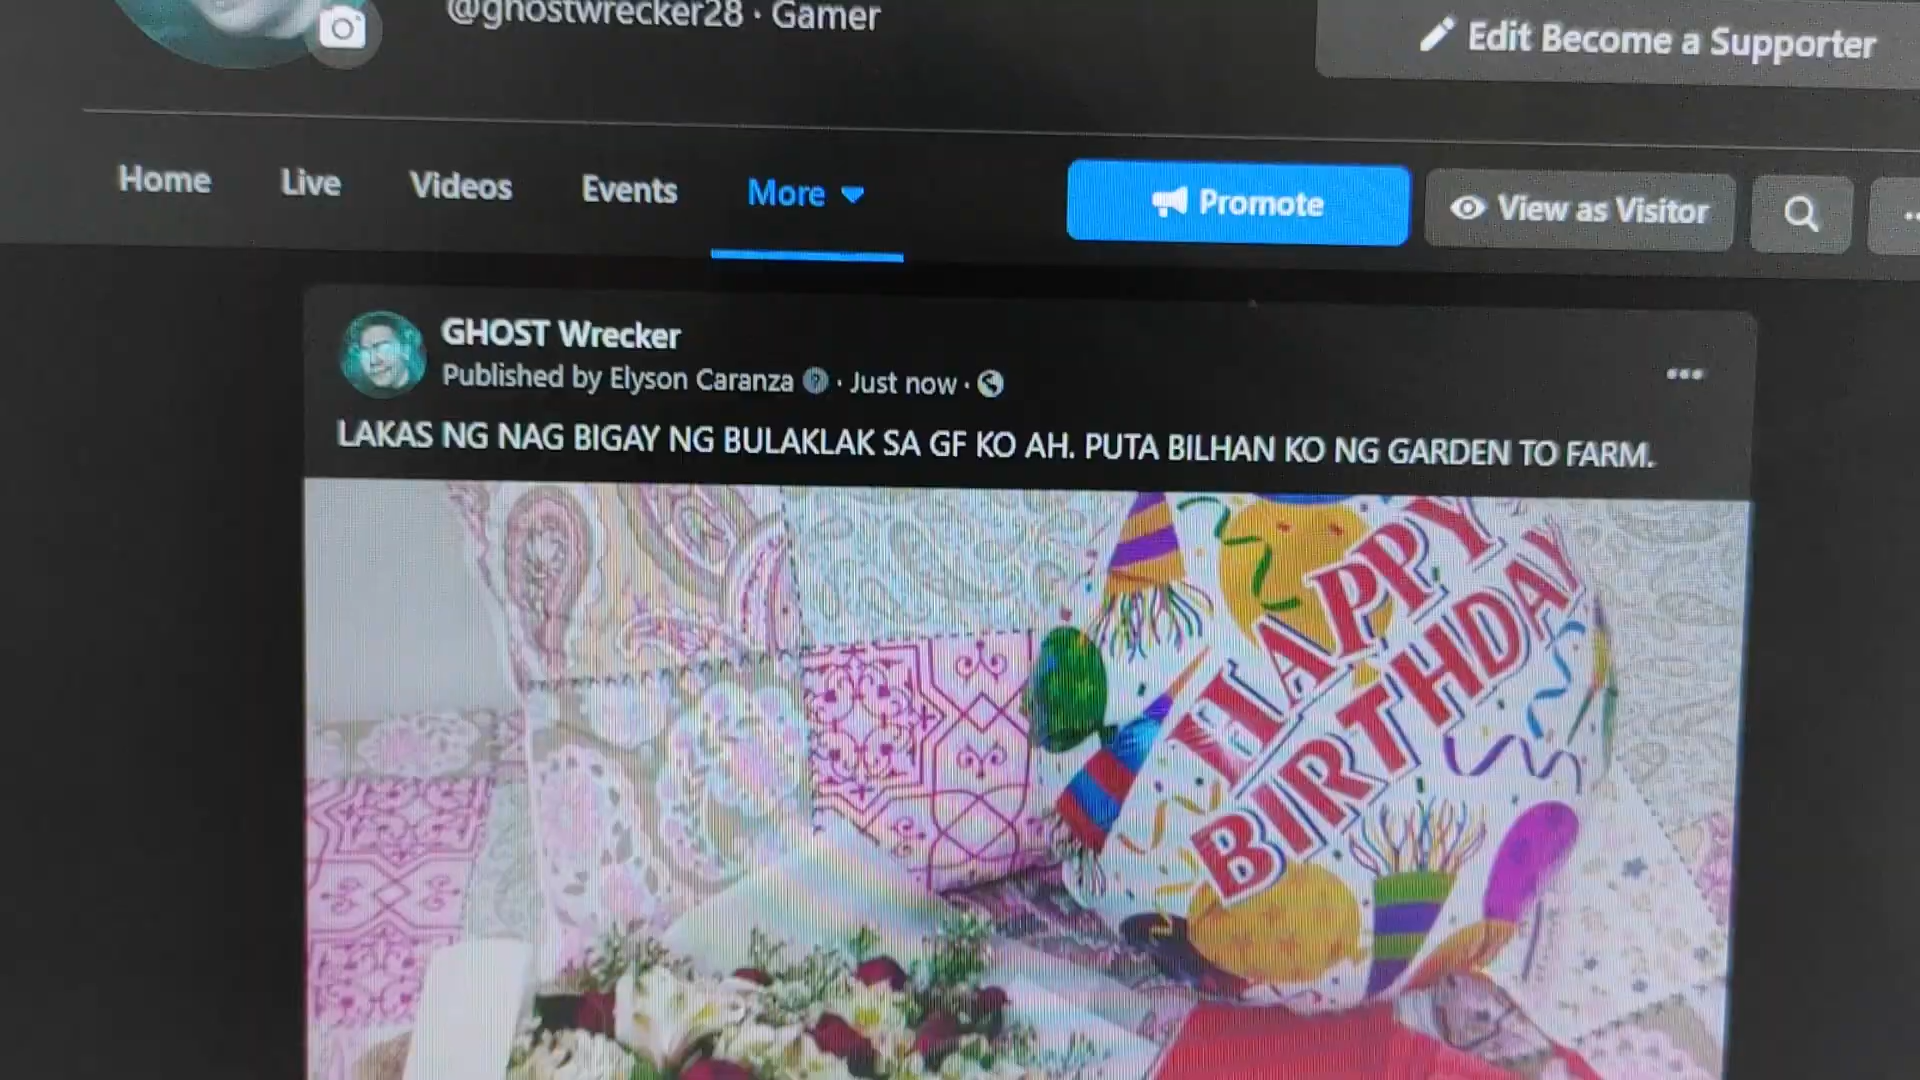 @ghostwrecker28 · Gamer
Edit Become a Supporter
Home Live Videos Events More
Promote View as Visitor
GHOST Wrecker
Published by Elyson Caranza · Just now ·
LAKAS NG NAG BIGAY NG BULAKLAK SA GF KO AH. PUTA BILHAN KO NG GARDEN TO FARM.
HAPPY
BIRTHDAY